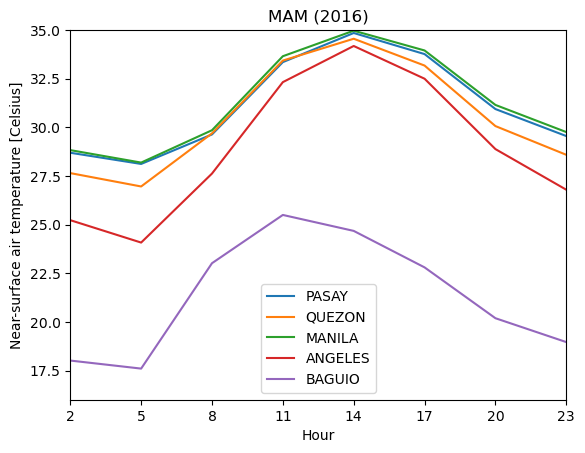 MAM (2016)
Near-surface air temperature [Celsius]
35.0
32.5
30.0
27.5
25.0
22.5
20.0
17.5
PASAY
QUEZON
MANILA
ANGELES
BAGUIO
2 5 8 11 14 17 20 23
Hour